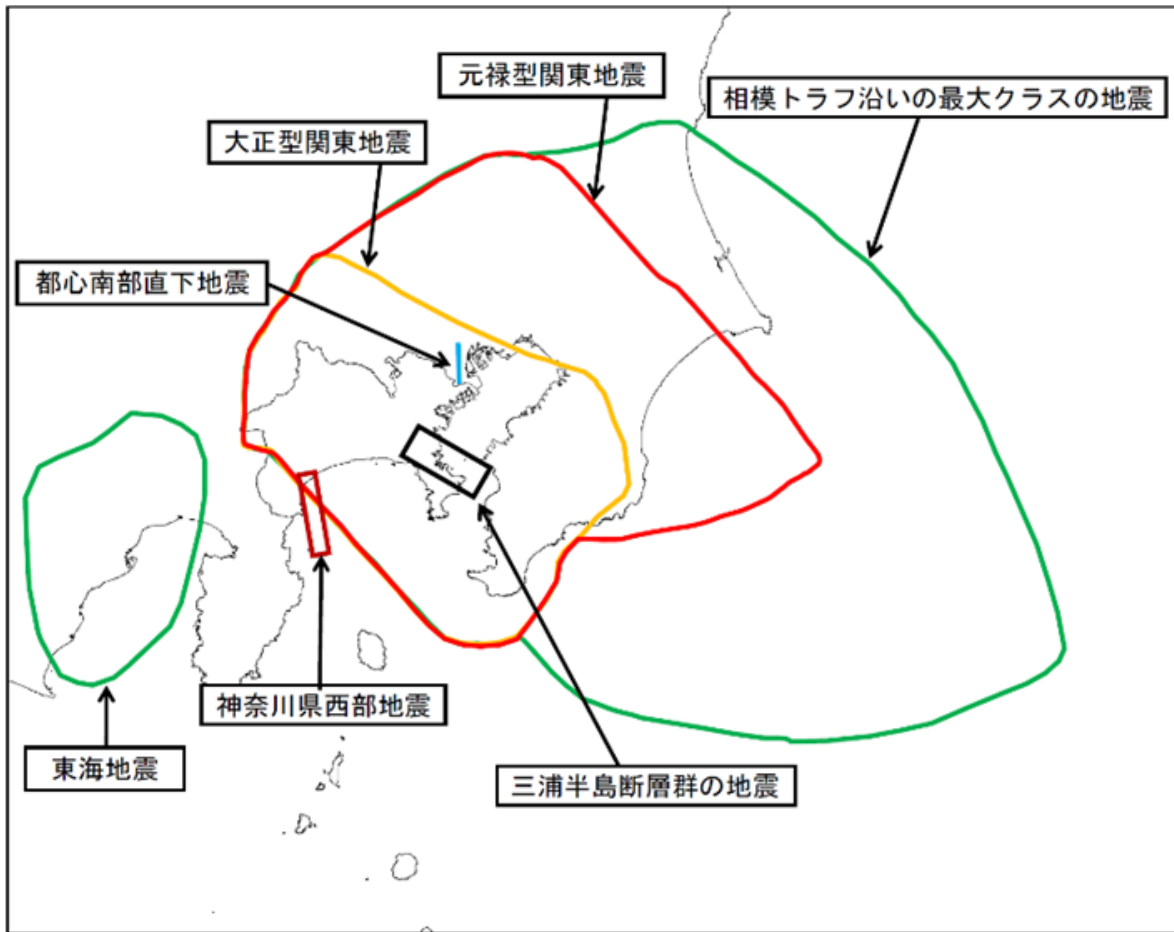 元禄型関東地震
相模トラフ沿いの最大クラスの地震
大正型関東地震
都心南部直下地震
神奈川県西部地震
東海地震
三浦半島断層群の地震